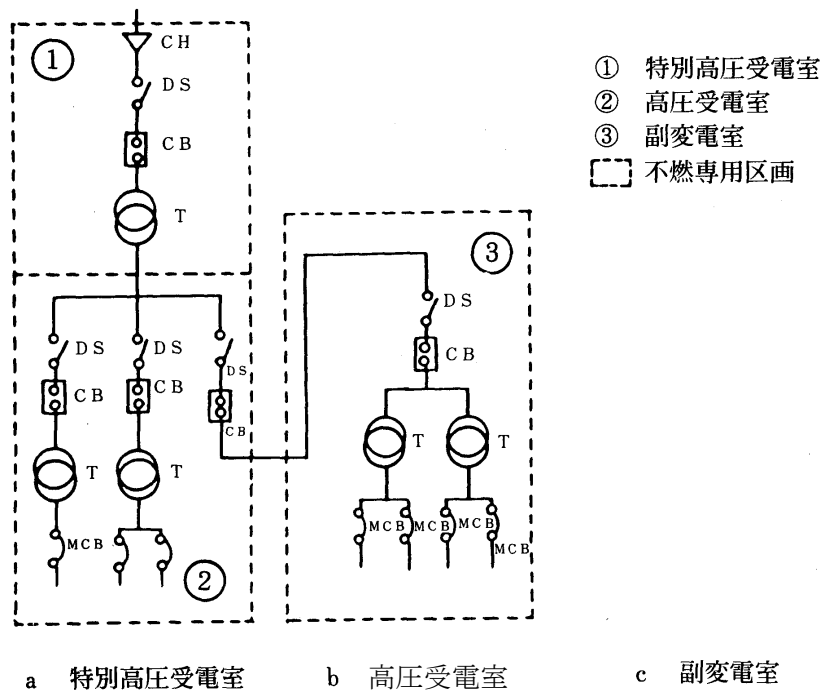 CH
①
DS
CB
T
① 特別高圧受電室
② 高圧受電室
③ 副変電室
不燃専用区画
③
DS
CB
T T
MCB MCB MCB
MCB
DS DS
DS
CB CB
CB
T T
MCB
②
a 特別高圧受電室 b 高圧受電室 c 副変電室